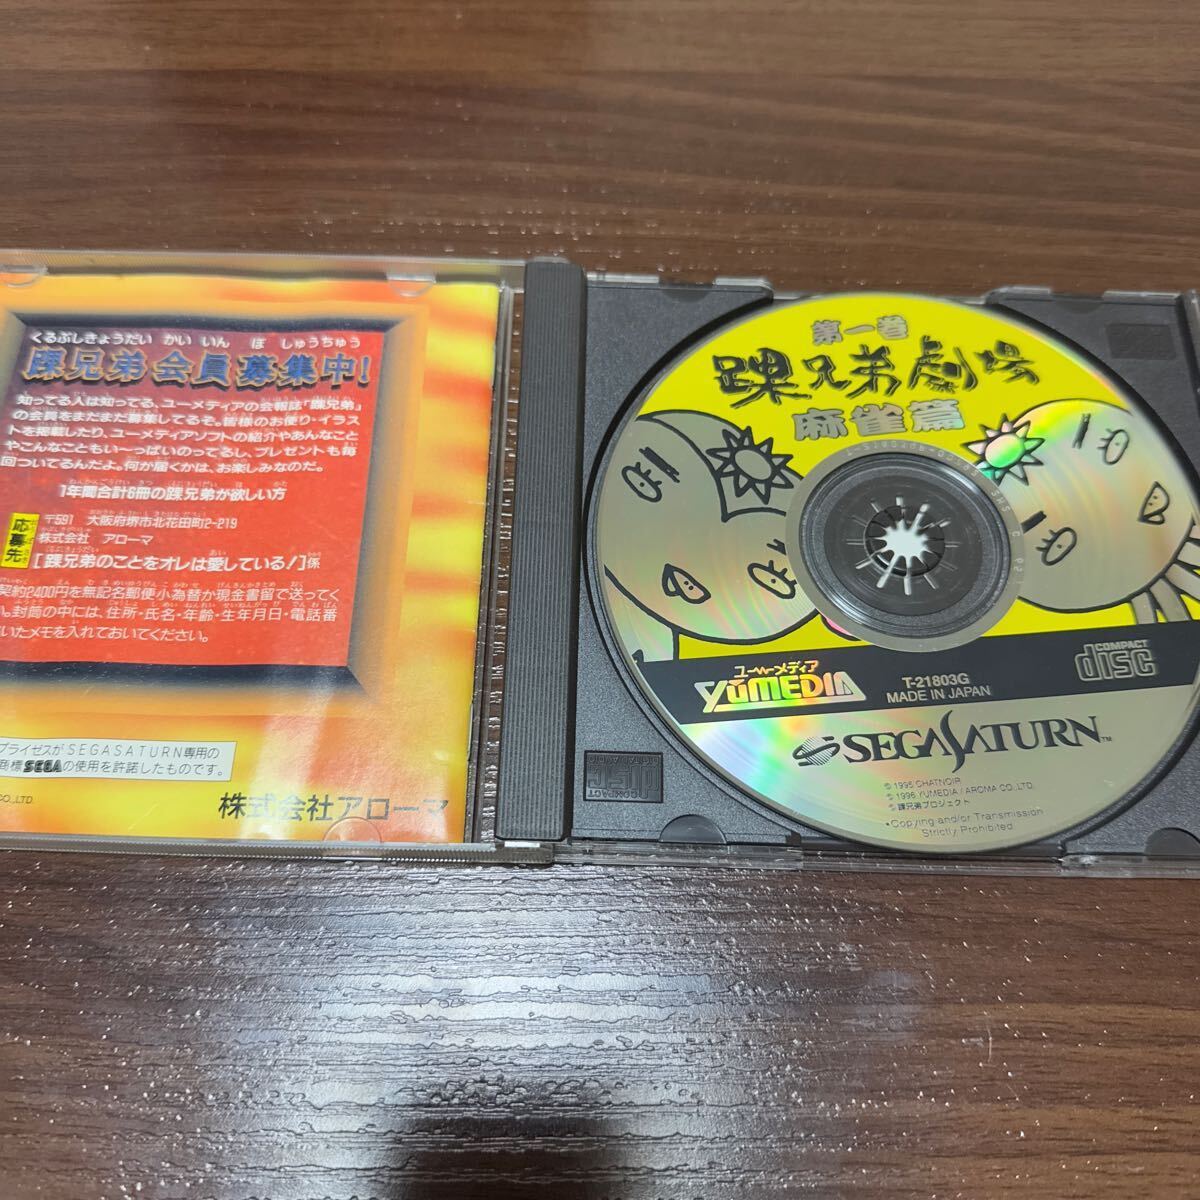 くるぶしきょうだい かい いん ぼ しゅうちゅう
踝兄弟会員募集中!
知ってる人は知ってる、ユーメディアの会報誌「踝兄弟」
の会員をまだまだ募集してるぞ。皆様のお便り・イラス
トを掲載したり、ユーメディアソフトの紹介やあんなこと
やこんなこともいーっぱいのってるし、プレゼントも毎
回ついてるんだよ。何が届くかは、お楽しみなのだ。
1年間合計6冊の踝兄弟が欲しい方
応募先
〒591 大阪府堺市北花田町2-219
株式会社 アローマ
[踝兄弟のことをオレは愛している!]係
契約2400円を無記名郵便小為替か現金書留で送ってく
い。封筒の中には、住所・氏名・年齢・生年月日・電話番
いたメモを入れておいてください。
プライゼスがSEGASATURN専用の
商標SEGAの使用を許諾したものです。
CO.,LTD.
株式会社アローマ
第一巻
踝兄弟劇場
麻雀篇
ユーメディア
YUMEDIA
T-21803G
MADE IN JAPAN
COMPACT
disc
SEGASATURN™
© 1995 CHATNOIR
© 1996 YUMEDIA / AROMA CO.,LTD.
© 踝兄弟プロジェクト
•Copying and/or Transmission
Strictly Prohibited
COMPACT
disc
DIGITAL AUDIO